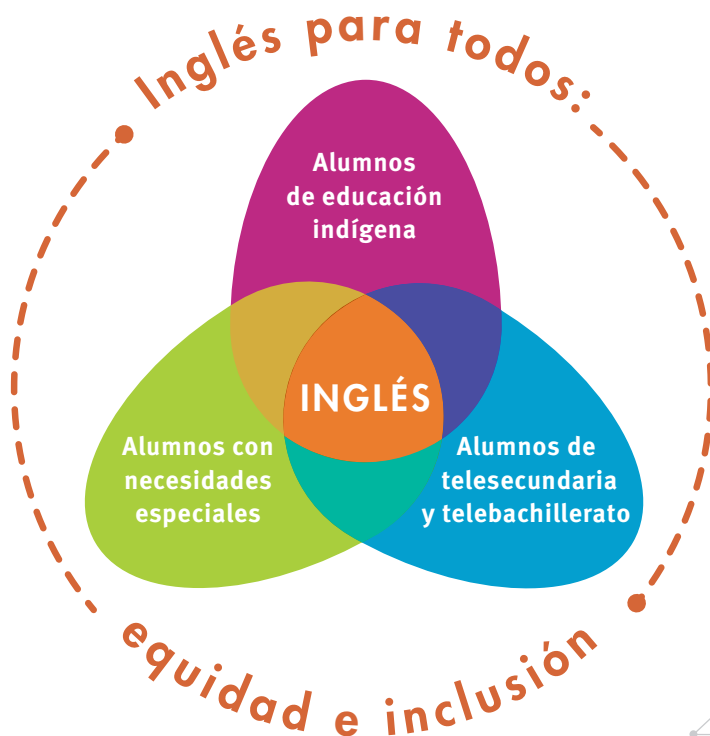 Inglés para todos:
Alumnos
de educación
indígena
INGLÉS
Alumnos con
necesidades
especiales
Alumnos de
telesecundaria
y telebachillerato
equidad e inclusión